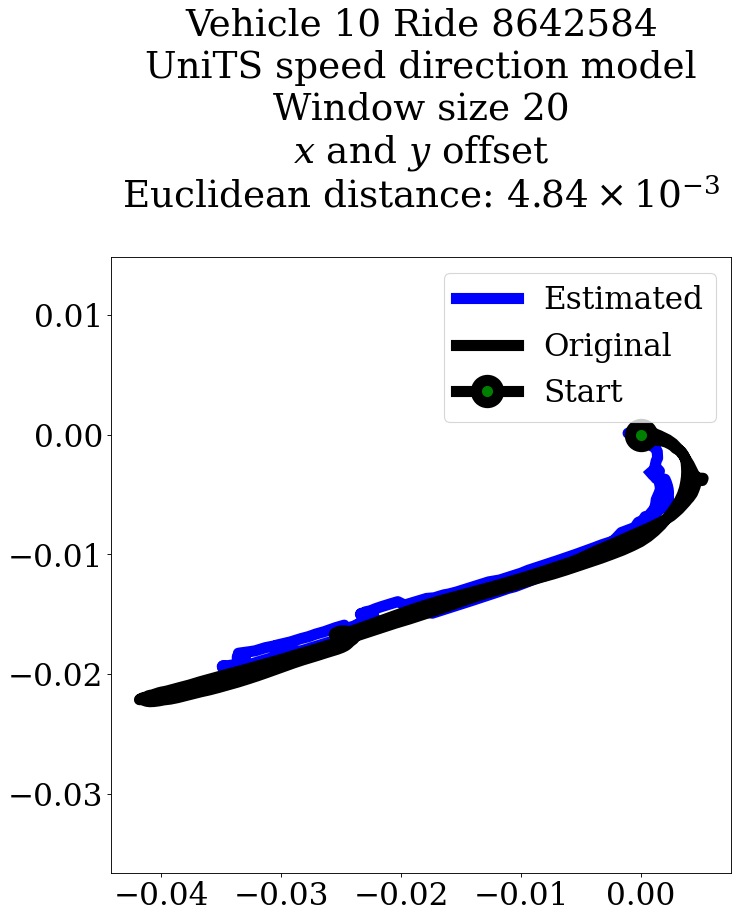 Vehicle 10 Ride 8642584
UniTS speed direction model
Window size 20
x and y offset
Euclidean distance: 4.84 × 10⁻³
Estimated
Original
Start
0.01
0.00
−0.01
−0.02
−0.03
−0.04 −0.03 −0.02 −0.01 0.00